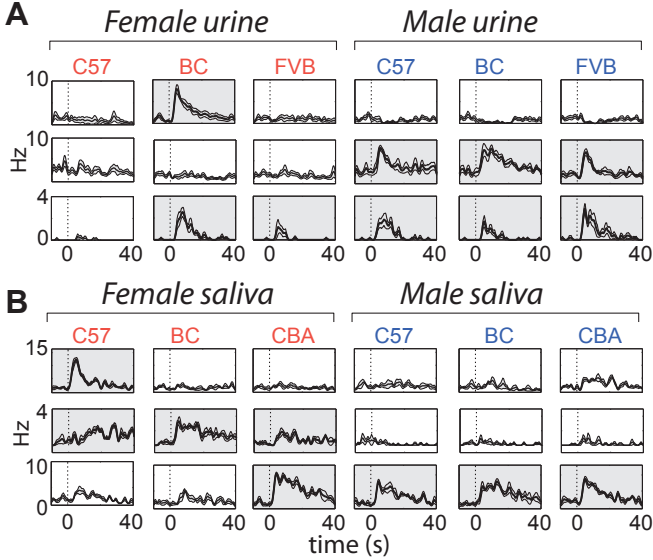 A Female urine Male urine
C57 BC FVB C57 BC FVB
10
10
Hz
4
0
0 40 0 40 0 40 0 40 0 40 0 40
B Female saliva Male saliva
C57 BC CBA C57 BC CBA
15
4
Hz
10
0
0 40 0 40 0 40 0 40 0 40 0 40
time (s)